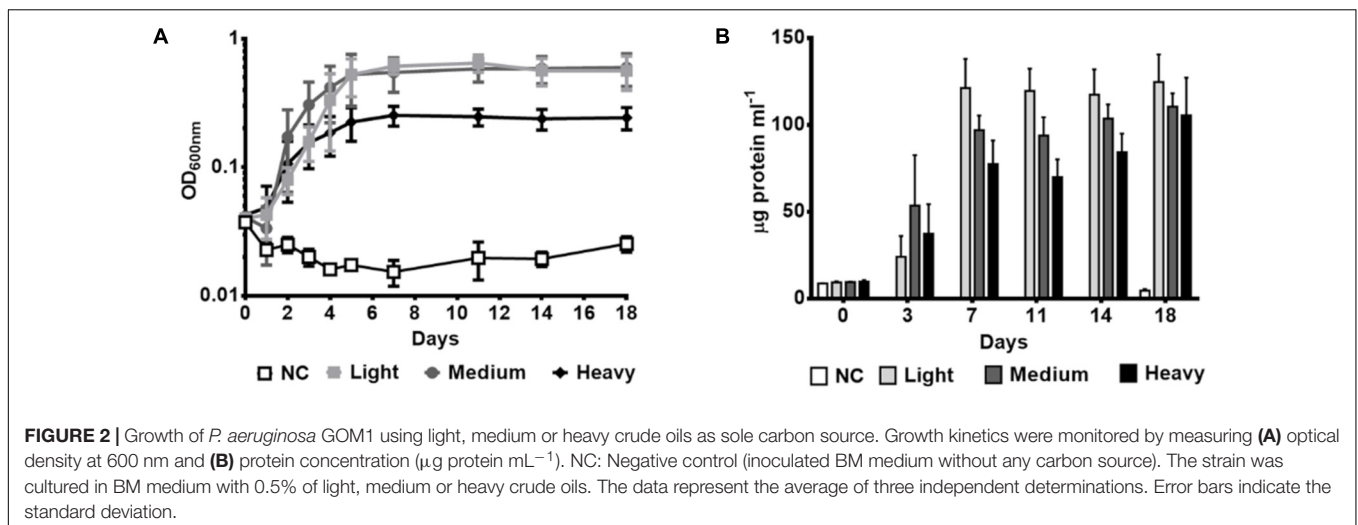 A
B
1
0.1
0.01
OD600nm
0 2 4 6 8 10 12 14 16 18
Days
NC Light Medium Heavy
150
100
50
0
µg protein ml-1
0 3 7 11 14 18
Days
NC Light Medium Heavy
FIGURE 2 | Growth of P. aeruginosa GOM1 using light, medium or heavy crude oils as sole carbon source. Growth kinetics were monitored by measuring (A) optical
density at 600 nm and (B) protein concentration (µg protein mL−1). NC: Negative control (inoculated BM medium without any carbon source). The strain was
cultured in BM medium with 0.5% of light, medium or heavy crude oils. The data represent the average of three independent determinations. Error bars indicate the
standard deviation.